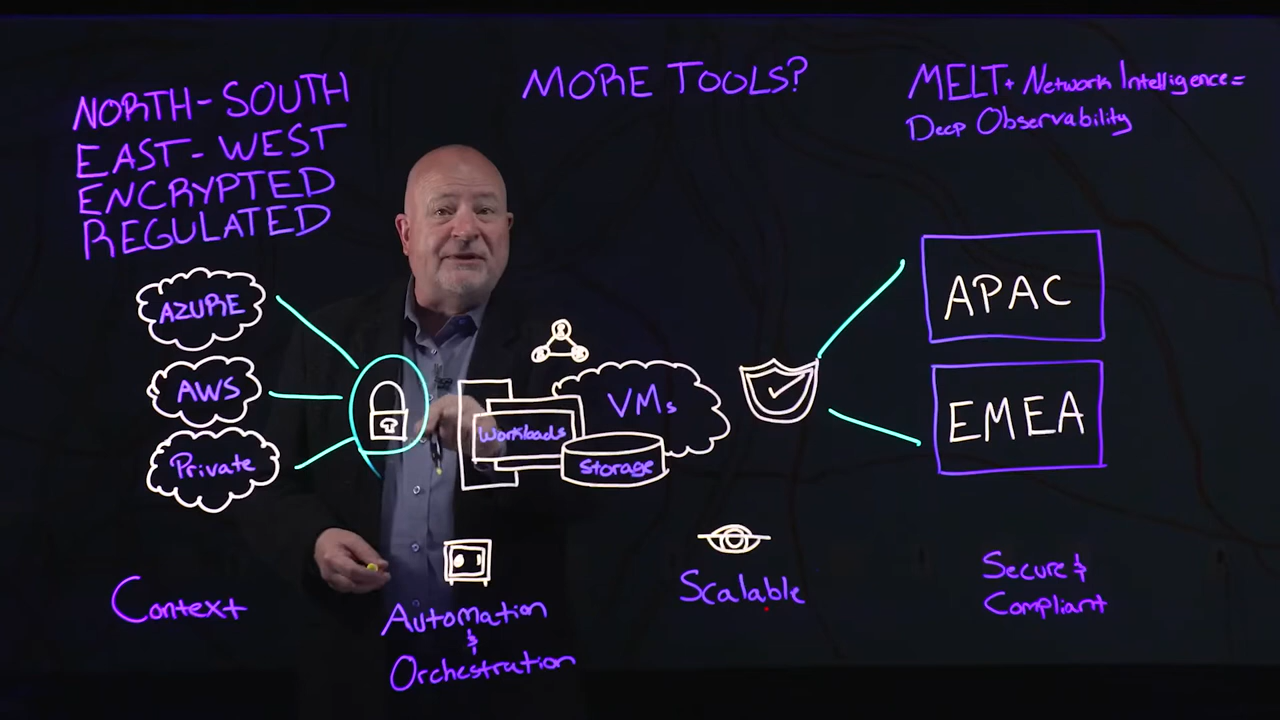 NORTH-SOUTH
EAST-WEST
ENCRYPTED
REGULATED
MORE TOOLS?
MELT + Network Intelligence =
Deep Observability
AZURE
AWS
Private
VMs
Workloads
Storage
APAC
EMEA
Context
Automation
&
Orchestration
Scalable
Secure &
Compliant